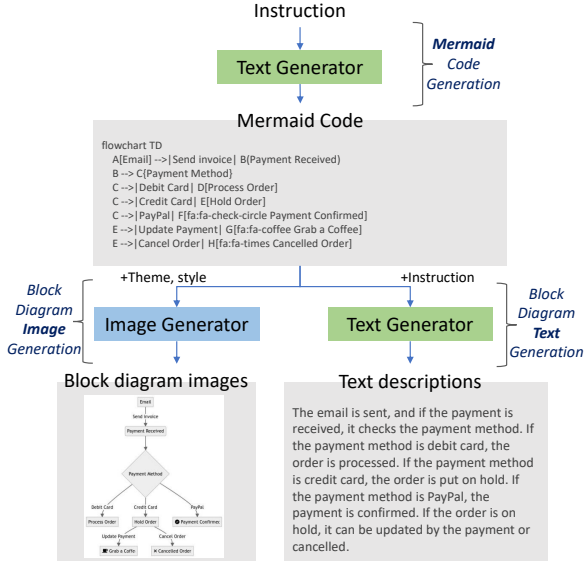 Instruction
Text Generator
Mermaid
Code
Generation
Mermaid Code
flowchart TD
A[Email] -->|Send invoice| B(Payment Received)
B --> C{Payment Method}
C -->|Debit Card| D[Process Order]
C -->|Credit Card| E[Hold Order]
C -->|PayPal| F[fa:fa-check-circle Payment Confirmed]
E -->|Update Payment| G[fa:fa-coffee Grab a Coffee]
E -->|Cancel Order| H[fa:fa-times Cancelled Order]
+Theme, style
+Instruction
Block
Diagram
Image
Generation
Image Generator
Text Generator
Block
Diagram
Text
Generation
Block diagram images
Email
Send invoice
Payment Received
Payment Method
Debit Card
Credit Card
PayPal
Process Order
Hold Order
Payment Confirmed
Update Payment
Cancel Order
Grab a Coffe
× Cancelled Order
Text descriptions
The email is sent, and if the payment is
received, it checks the payment method. If
the payment method is debit card, the
order is processed. If the payment method
is credit card, the order is put on hold. If
the payment method is PayPal, the
payment is confirmed. If the order is on
hold, it can be updated by the payment or
cancelled.